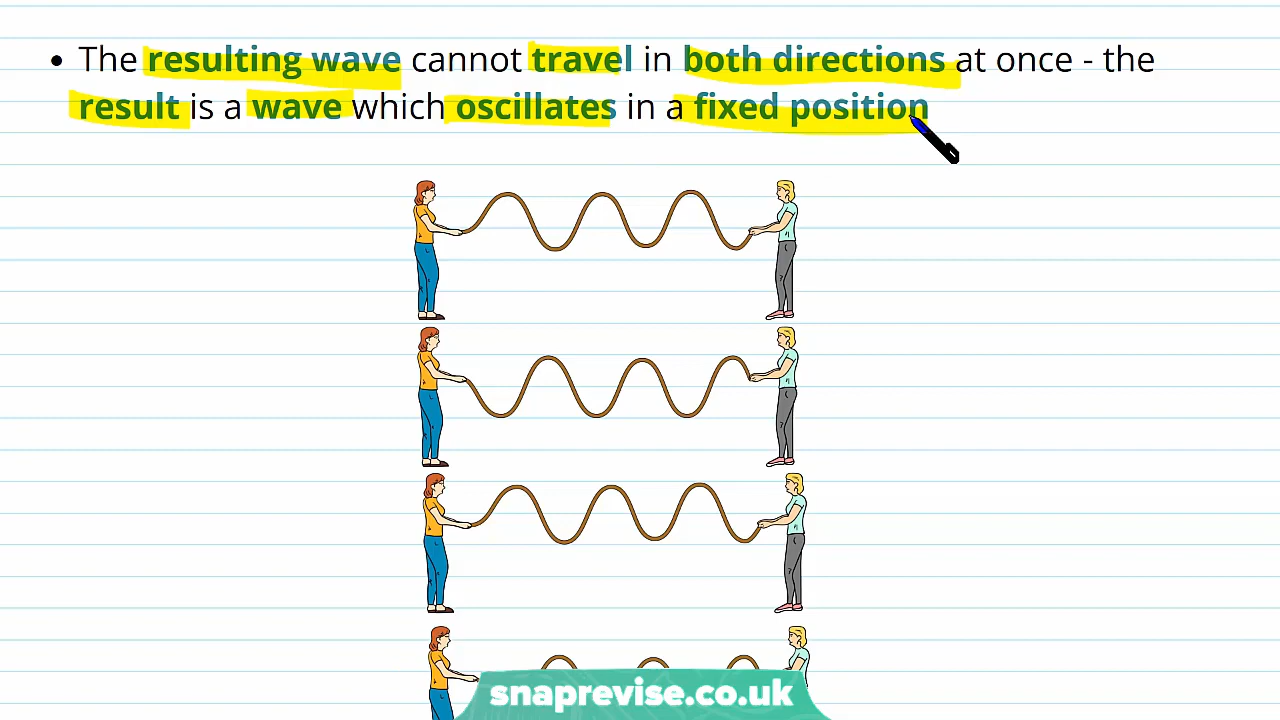 • The resulting wave cannot travel in both directions at once - the
result is a wave which oscillates in a fixed position
snaprevise.co.uk